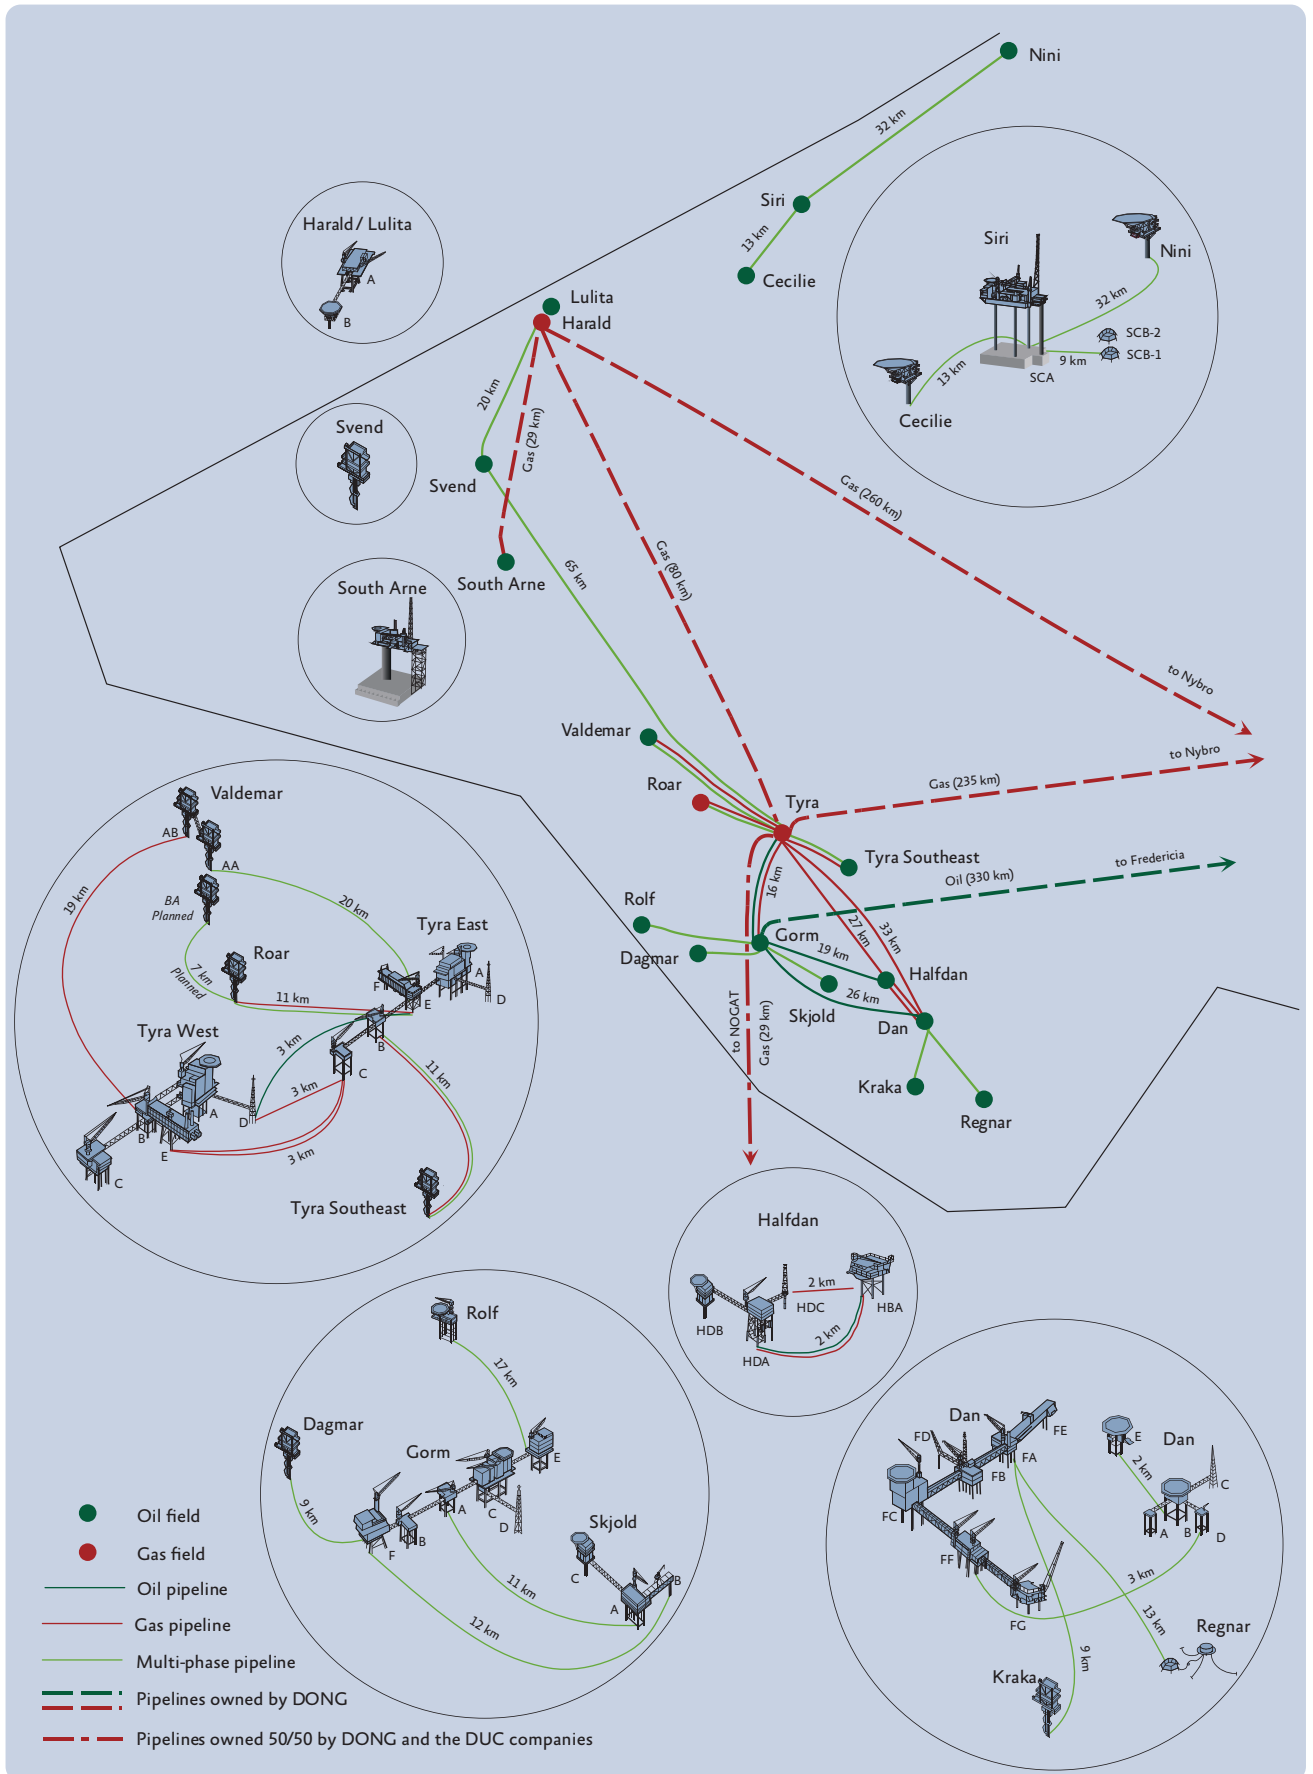 Nini
32 km
Siri
13 km
Cecilie
Harald / Lulita
A
B
Siri
Nini
32 km
SCB-2
SCB-1
9 km
SCA
13 km
Cecilie
Lulita
Harald
20 km
Gas (29 km)
Svend
Svend
South Arne
65 km
Gas (80 km)
Gas (260 km)
to Nybro
South Arne
Valdemar
Roar
Tyra
Gas (235 km)
to Nybro
Tyra Southeast
Oil (330 km)
to Fredericia
16 km
27 km
33 km
Rolf
Dagmar
Gorm
19 km
Halfdan
26 km
Skjold
Dan
Kraka
Regnar
to NOGAT
Gas (29 km)
Valdemar
AB
AA
19 km
BA
Planned
20 km
Tyra East
Roar
7 km
Planned
11 km
F
E
A
D
Tyra West
3 km
B
C
11 km
3 km
A
D
B
E
C
3 km
Tyra Southeast
Halfdan
2 km
HDC
HBA
HDB
2 km
HDA
Rolf
17 km
Dagmar
Gorm
E
9 km
A
C
D
B
F
Skjold
C
11 km
A
B
12 km
Dan
FD
FE
FA
FB
FC
FF
FG
E
Dan
2 km
C
A
B
D
3 km
13 km
9 km
Regnar
Kraka
Oil field
Gas field
Oil pipeline
Gas pipeline
Multi-phase pipeline
Pipelines owned by DONG
Pipelines owned 50/50 by DONG and the DUC companies